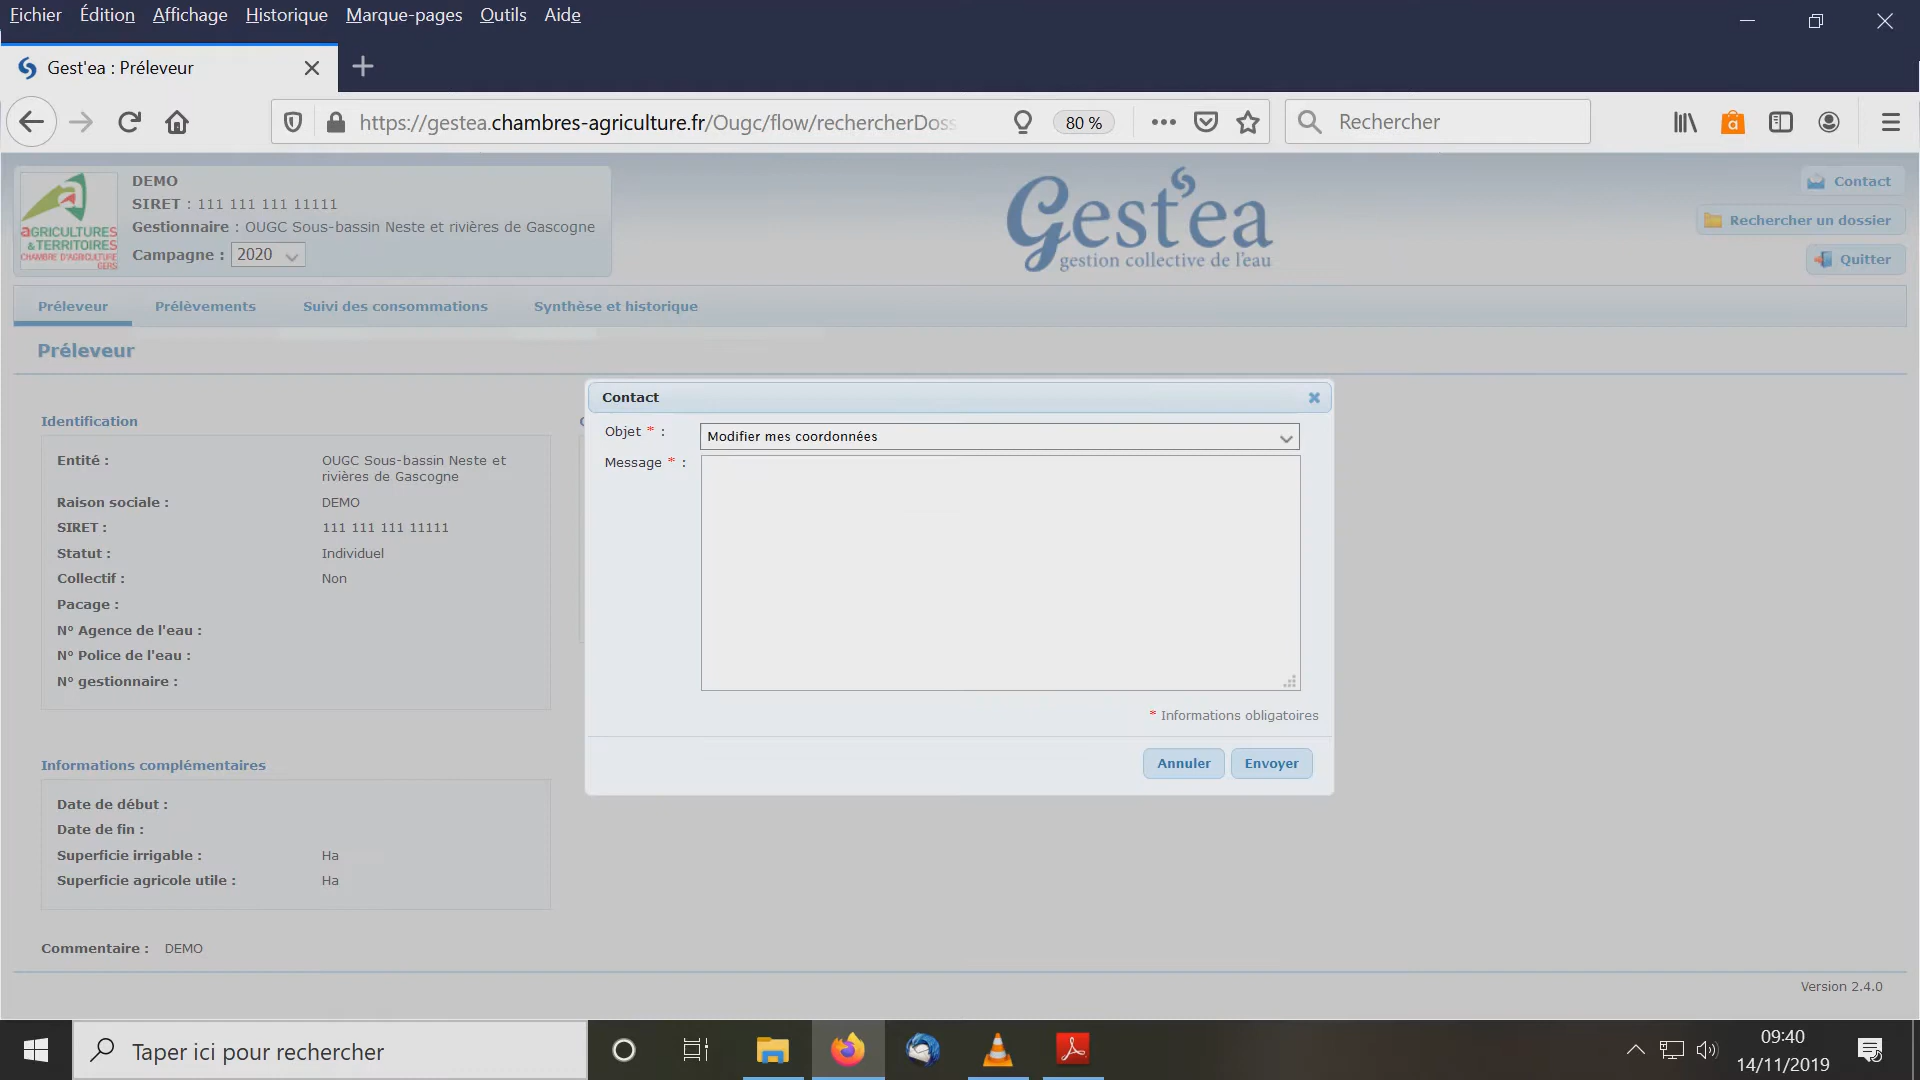 Fichier Édition Affichage Historique Marque-pages Outils Aide
Gest'ea : Préleveur
https://gestea.chambres-agriculture.fr/Ougc/flow/rechercherDoss
80 %
Rechercher
DEMO
SIRET : 111 111 111 11111
Gestionnaire : OUGC Sous-bassin Neste et rivières de Gascogne
Campagne : 2020
aGRICULTURES
& TERRITOIRES
CHAMBRE D'AGRICULTURE
GERS
Gest'ea
gestion collective de l'eau
Contact
Rechercher un dossier
Quitter
Préleveur Prélèvements Suivi des consommations Synthèse et historique
Préleveur
Contact
Objet * : Modifier mes coordonnées
Message * :
* Informations obligatoires
Annuler Envoyer
Identification
Entité : OUGC Sous-bassin Neste et
rivières de Gascogne
Raison sociale : DEMO
SIRET : 111 111 111 11111
Statut : Individuel
Collectif : Non
Pacage :
N° Agence de l'eau :
N° Police de l'eau :
N° gestionnaire :
Informations complémentaires
Date de début :
Date de fin :
Superficie irrigable : Ha
Superficie agricole utile : Ha
Commentaire : DEMO
Version 2.4.0
Taper ici pour rechercher
09:40
14/11/2019